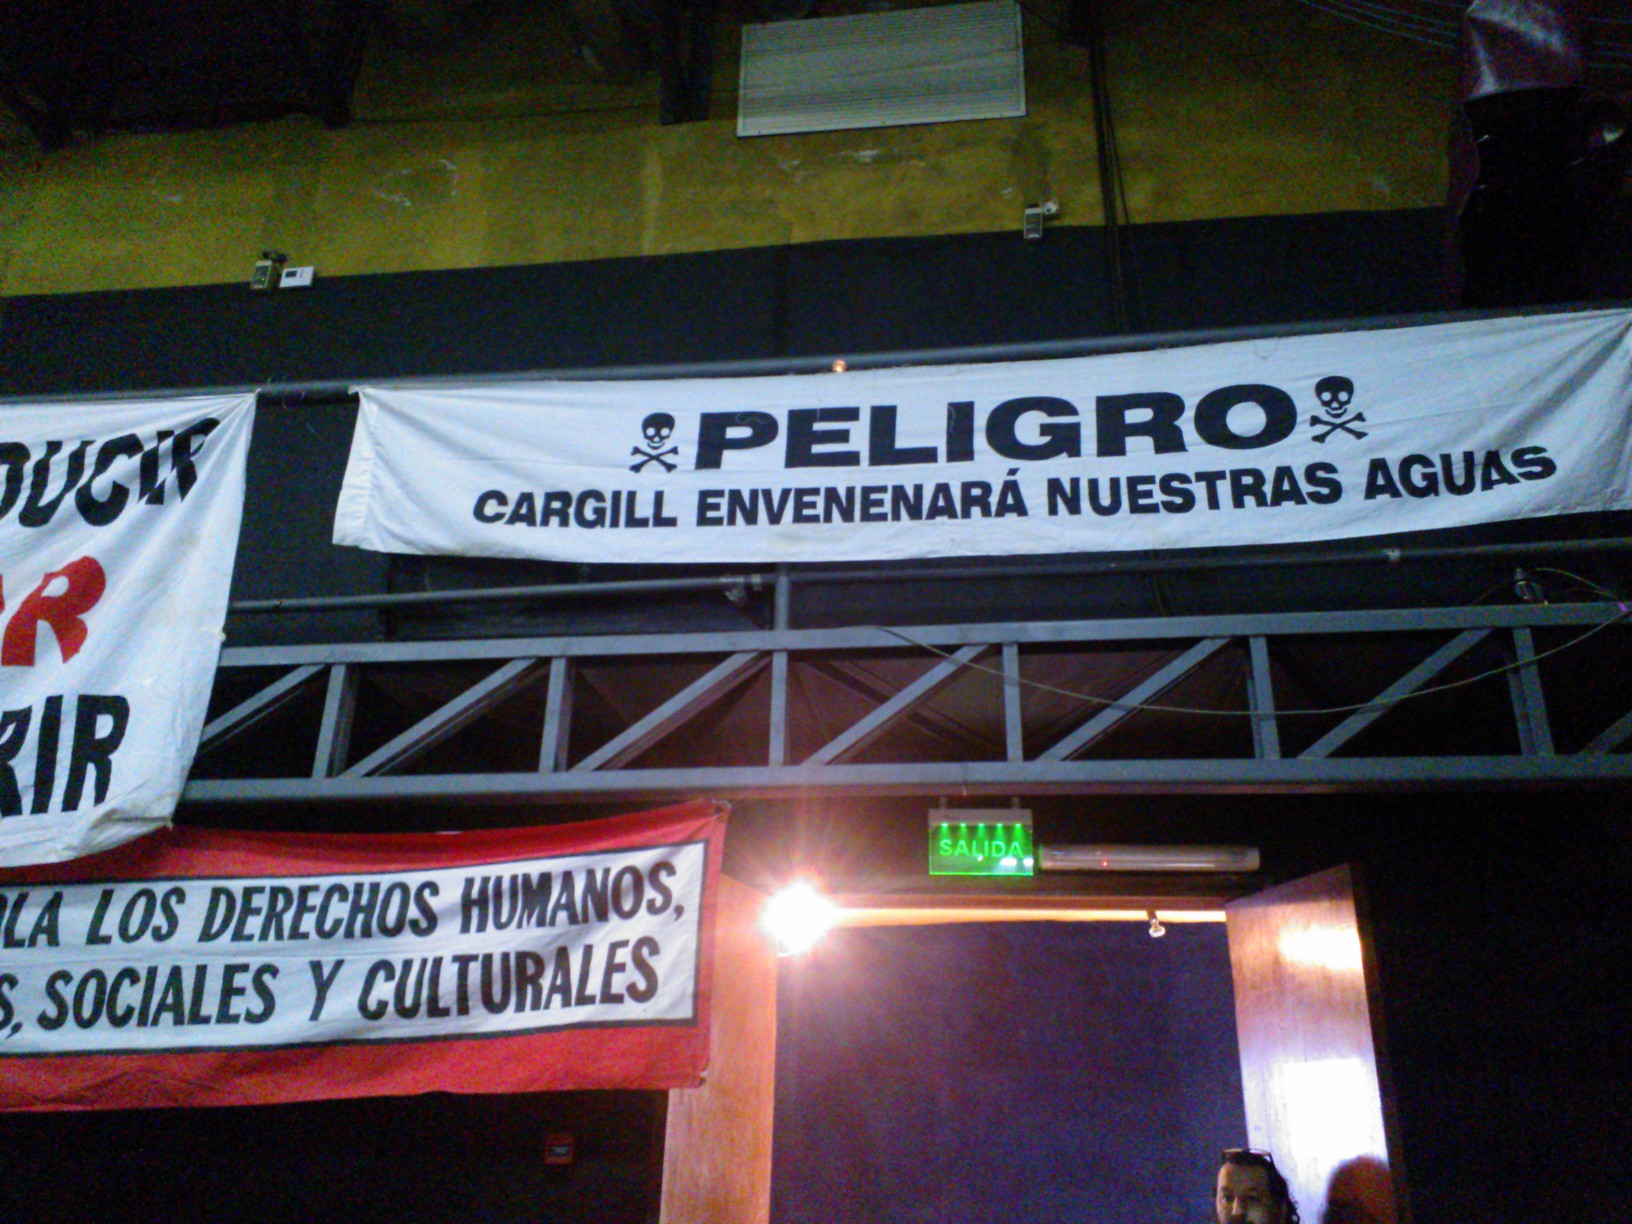 PELIGRO
CARGILL ENVENENARÁ NUESTRAS AGUAS
SALIDA
LOS DERECHOS HUMANOS,
SOCIALES Y CULTURALES